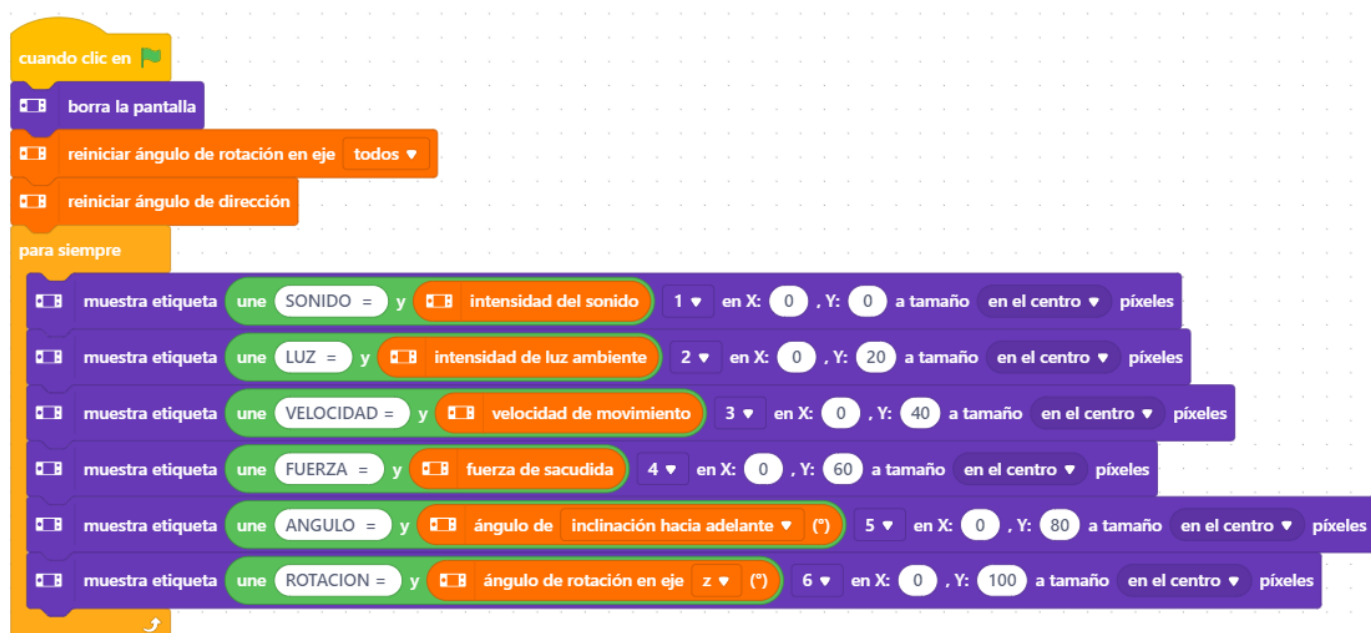 cuando clic en
borra la pantalla
reiniciar ángulo de rotación en eje todos
reiniciar ángulo de dirección
para siempre
muestra etiqueta une SONIDO = y intensidad del sonido 1 en X: 0 , Y: 0 a tamaño en el centro píxeles
muestra etiqueta une LUZ = y intensidad de luz ambiente 2 en X: 0 , Y: 20 a tamaño en el centro píxeles
muestra etiqueta une VELOCIDAD = y velocidad de movimiento 3 en X: 0 , Y: 40 a tamaño en el centro píxeles
muestra etiqueta une FUERZA = y fuerza de sacudida 4 en X: 0 , Y: 60 a tamaño en el centro píxeles
muestra etiqueta une ANGULO = y ángulo de inclinación hacia adelante (°) 5 en X: 0 , Y: 80 a tamaño en el centro píxeles
muestra etiqueta une ROTACION = y ángulo de rotación en eje z (°) 6 en X: 0 , Y: 100 a tamaño en el centro píxeles